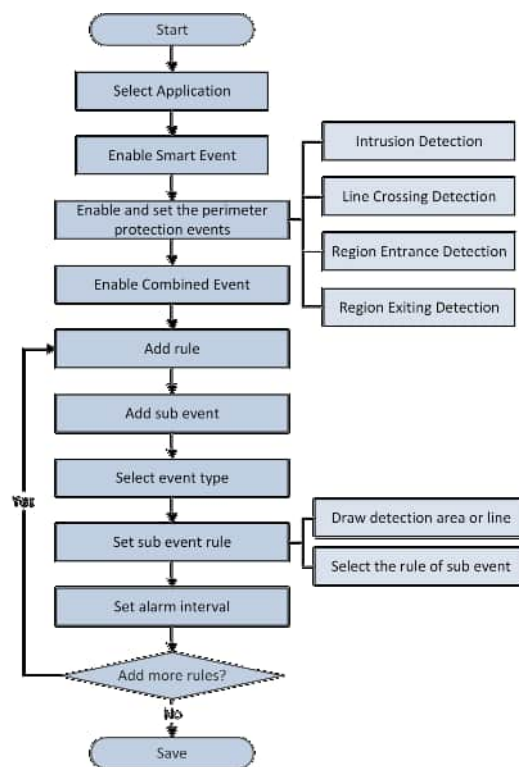 Start
Select Application
Enable Smart Event
Enable and set the perimeter
protection events
Intrusion Detection
Line Crossing Detection
Region Entrance Detection
Region Exiting Detection
Enable Combined Event
Add rule
Add sub event
Select event type
Set sub event rule
Draw detection area or line
Select the rule of sub event
Set alarm interval
Add more rules?
Yes
No
Save